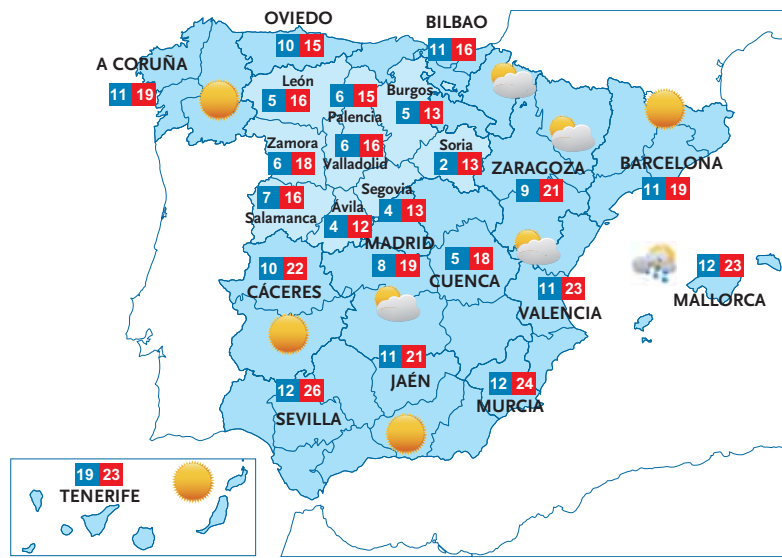 OVIEDO
10 15
BILBAO
11 16
A CORUÑA
11 19
León
5 16
6 15
Palencia
Burgos
5 13
Zamora
6 18
6 16
Valladolid
Soria
2 13
ZARAGOZA
9 21
BARCELONA
11 19
7 16
Salamanca
Ávila
4 12
Segovia
4 13
MADRID
8 19
5 18
CUENCA
10 22
CÁCERES
11 23
VALENCIA
12 23
MALLORCA
11 21
JAÉN
12 24
MURCIA
12 26
SEVILLA
19 23
TENERIFE